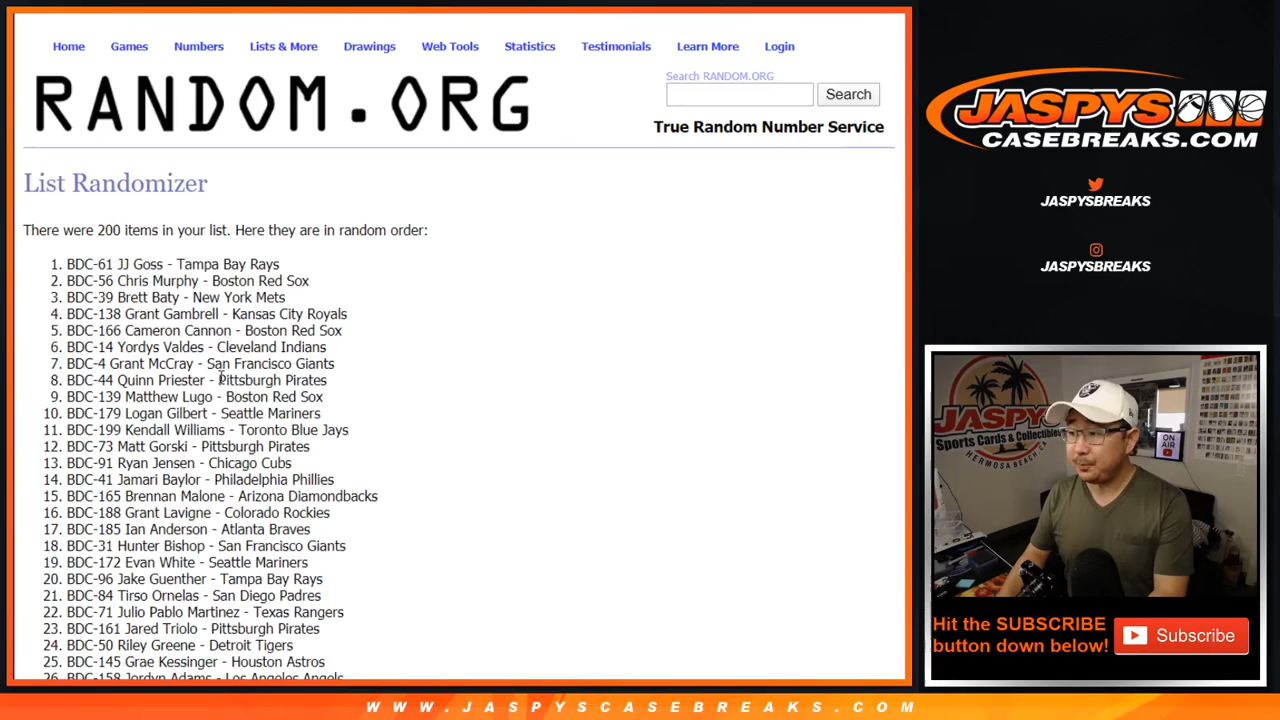 Home Games Numbers Lists & More Drawings Web Tools Statistics Testimonials Learn More Login
RANDOM.ORG
Search RANDOM.ORG
Search
True Random Number Service
List Randomizer
There were 200 items in your list. Here they are in random order:
1. BDC-61 JJ Goss - Tampa Bay Rays
2. BDC-56 Chris Murphy - Boston Red Sox
3. BDC-39 Brett Baty - New York Mets
4. BDC-138 Grant Gambrell - Kansas City Royals
5. BDC-166 Cameron Cannon - Boston Red Sox
6. BDC-14 Yordys Valdes - Cleveland Indians
7. BDC-4 Grant McCray - San Francisco Giants
8. BDC-44 Quinn Priester - Pittsburgh Pirates
9. BDC-139 Matthew Lugo - Boston Red Sox
10. BDC-179 Logan Gilbert - Seattle Mariners
11. BDC-199 Kendall Williams - Toronto Blue Jays
12. BDC-73 Matt Gorski - Pittsburgh Pirates
13. BDC-91 Ryan Jensen - Chicago Cubs
14. BDC-41 Jamari Baylor - Philadelphia Phillies
15. BDC-165 Brennan Malone - Arizona Diamondbacks
16. BDC-188 Grant Lavigne - Colorado Rockies
17. BDC-185 Ian Anderson - Atlanta Braves
18. BDC-31 Hunter Bishop - San Francisco Giants
19. BDC-172 Evan White - Seattle Mariners
20. BDC-96 Jake Guenther - Tampa Bay Rays
21. BDC-84 Tirso Ornelas - San Diego Padres
22. BDC-71 Julio Pablo Martinez - Texas Rangers
23. BDC-161 Jared Triolo - Pittsburgh Pirates
24. BDC-50 Riley Greene - Detroit Tigers
25. BDC-145 Grae Kessinger - Houston Astros
26. BDC-158 Jordyn Adams - Los Angeles Angels
JASPYS
CASEBREAKS.COM
JASPYSBREAKS
JASPYSBREAKS
JASPYS
Sports Cards & Collectibles
HERMOSA BEACH
ON AIR
Hit the SUBSCRIBE
button down below!
Subscribe
WWW.JASPYSCASEBREAKS.COM